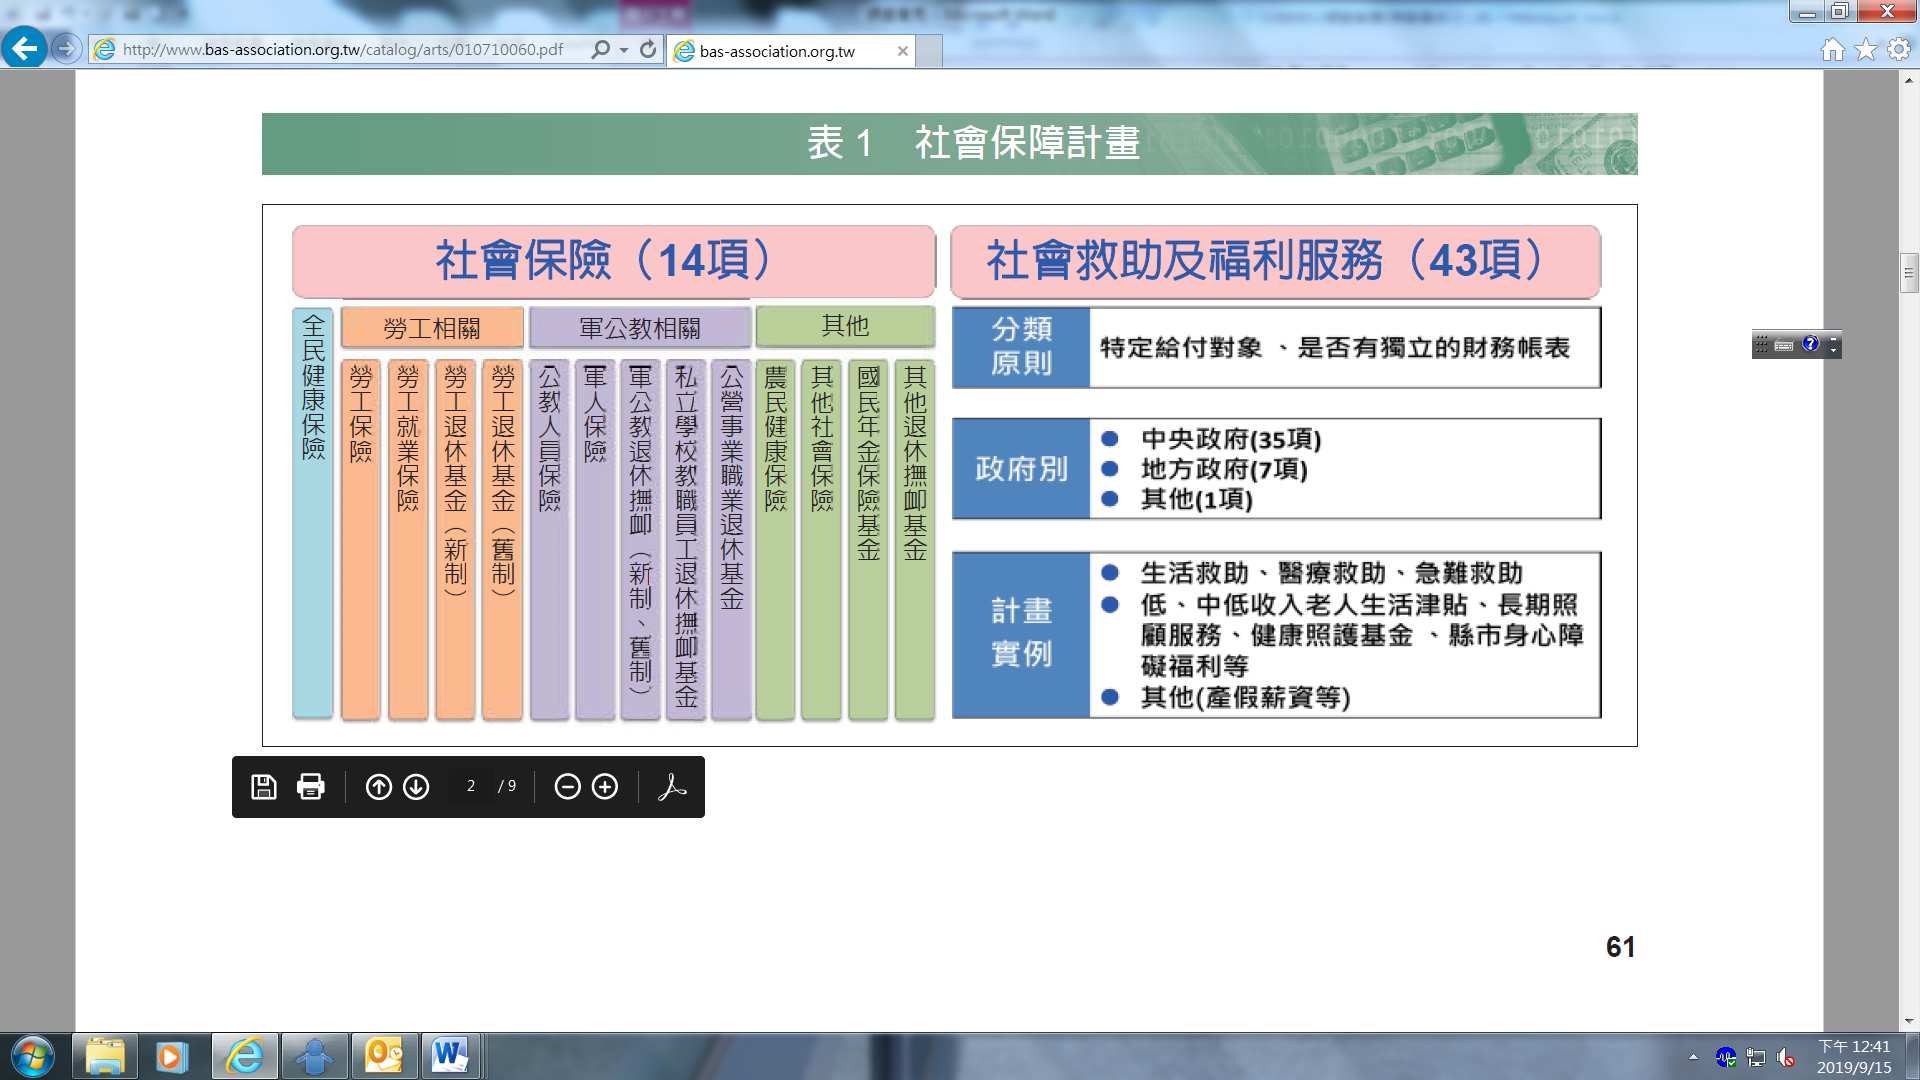 http://www.bas-association.org.tw/catalog/arts/010710060.pdf
bas-association.org.tw
表 1 社會保障計畫
社會保險（14項）
全民健康保險
勞工相關
勞工保險
勞工就業保險
勞工退休基金（新制）
勞工退休基金（舊制）
軍公教相關
公教人員保險
軍人保險
軍公教退休撫卹（新制、舊制）
私立學校教職員工退休撫卹基金
公營事業職業退休基金
其他
農民健康保險
其他社會保險
國民年金保險基金
其他退休撫卹基金
社會救助及福利服務（43項）
分類
原則
特定給付對象、是否有獨立的財務帳表
政府別
中央政府(35項)
地方政府(7項)
其他(1項)
計畫
實例
生活救助、醫療救助、急難救助
低、中低收入老人生活津貼、長期照
顧服務、健康照護基金、縣市身心障
礙福利等
其他(產假薪資等)
2 / 9
61
下午 12:41
2019/9/15